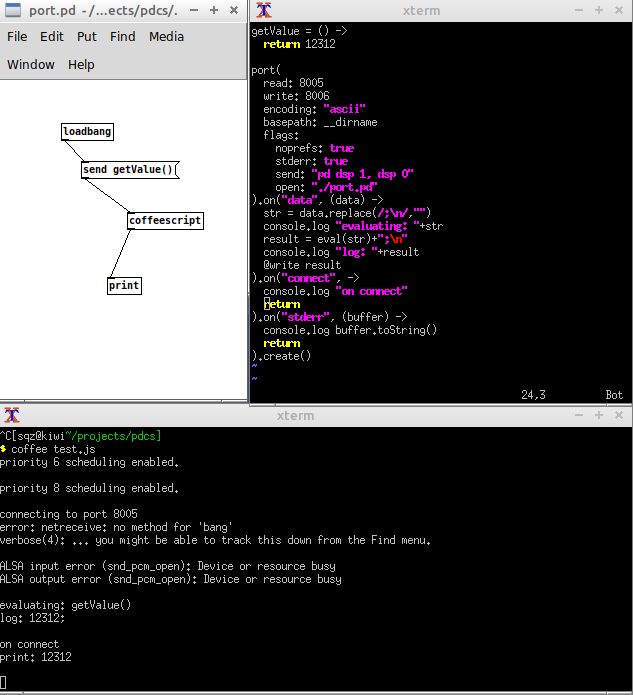 port.pd  - /...ects/pdcs/.
File Edit Put Find Media
Window Help
loadbang
send getValue()
coffeescript
print
xterm
getValue = () ->
  return 12312
port(
  read: 8005
  write: 8006
  encoding: "ascii"
  basepath: __dirname
  flags:
    noprefs: true
    stderr: true
    send: "pd dsp 1, dsp 0"
    open: "./port.pd"
).on("data", (data) ->
  str = data.replace(/;\n/,"")
  console.log "evaluating: "+str
  result = eval(str)+";\n"
  console.log "log: "+result
  @write result
).on("connect", ->
  console.log "on connect"
  return
).on("stderr", (buffer) ->
  console.log buffer.toString()
  return
).create()
~
~
24,3 Bot
xterm
^C[sqz@kiwi~/projects/pdcs]
$ coffee test.js
priority 6 scheduling enabled.
priority 8 scheduling enabled.
connecting to port 8005
error: netreceive: no method for 'bang'
verbose(4): ... you might be able to track this down from the Find menu.
ALSA input error (snd_pcm_open): Device or resource busy
ALSA output error (snd_pcm_open): Device or resource busy
evaluating: getValue()
log: 12312;
on connect
print: 12312